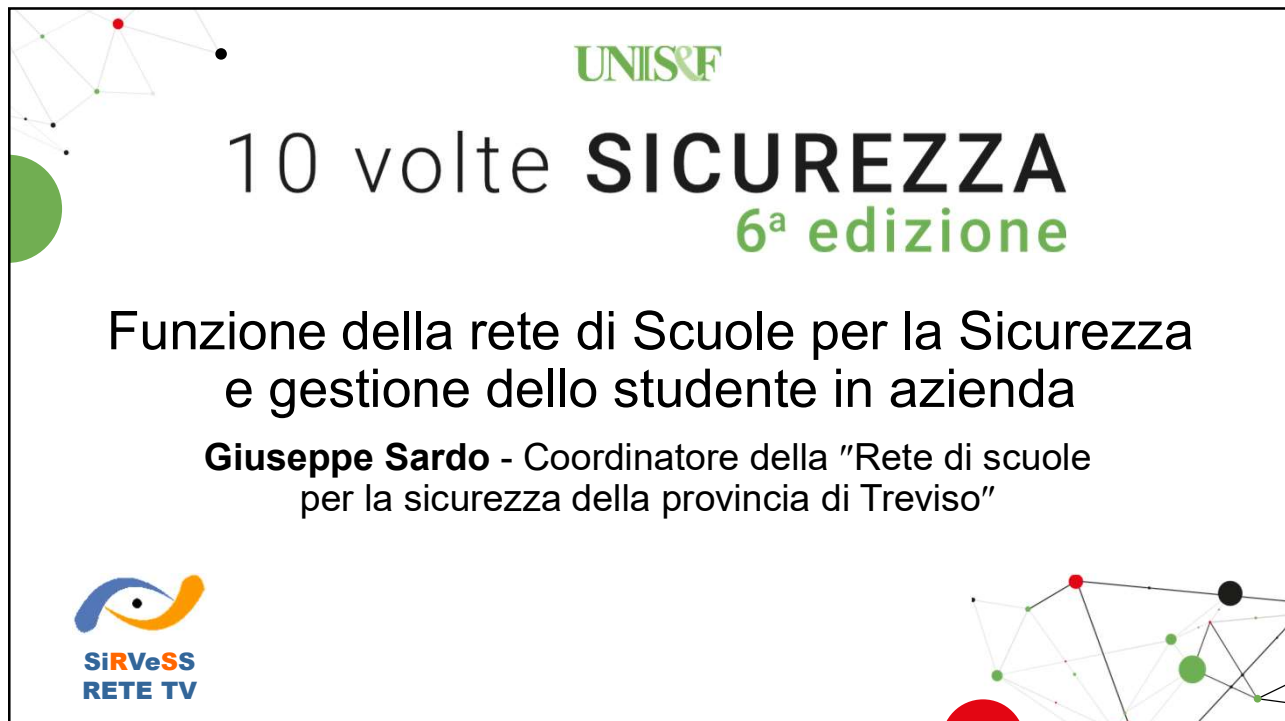 UNIS&F
10 volte SICUREZZA
6ª edizione
Funzione della rete di Scuole per la Sicurezza
e gestione dello studente in azienda
Giuseppe Sardo - Coordinatore della ″Rete di scuole
per la sicurezza della provincia di Treviso″
SiRVeSS
RETE TV